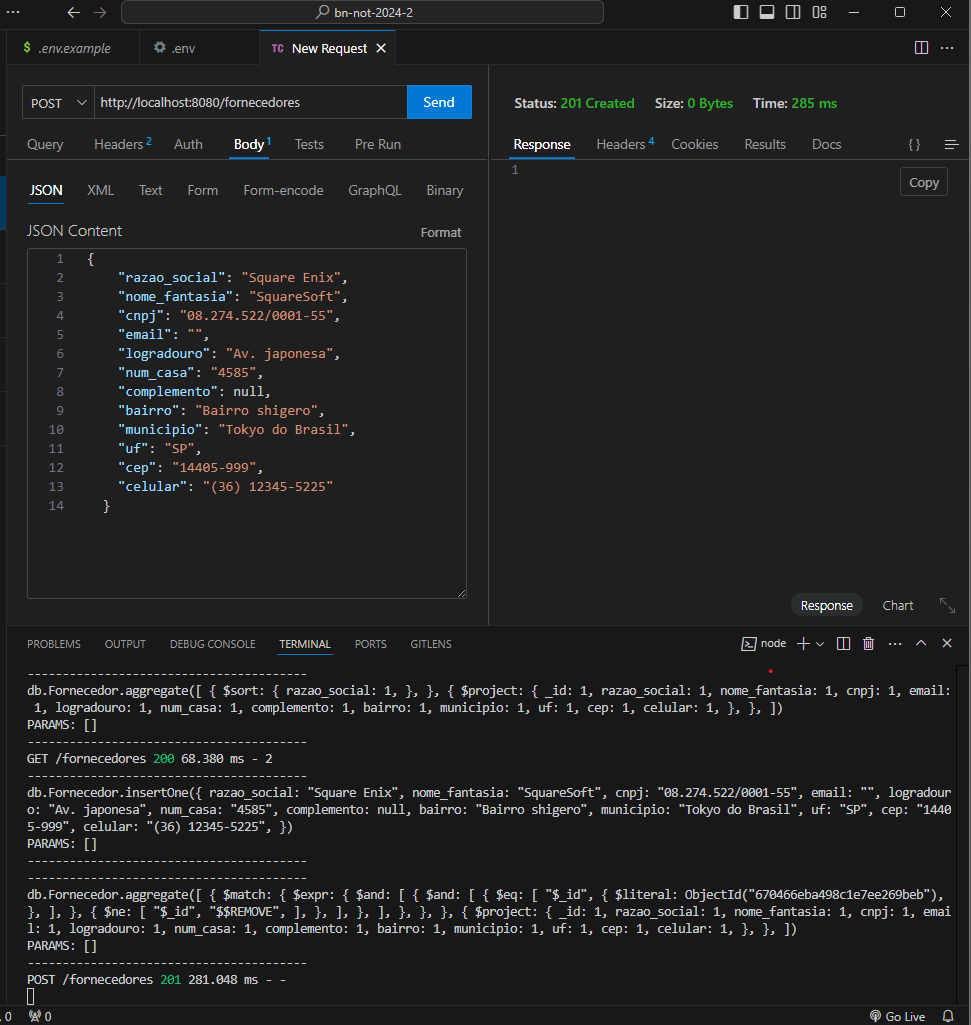 bn-not-2024-2
$ .env.example
.env
TC New Request
POST
http://localhost:8080/fornecedores
Send
Query
Headers 2
Auth
Body 1
Tests
Pre Run
JSON
XML
Text
Form
Form-encode
GraphQL
Binary
JSON Content
Format
1 {
2 "razao_social": "Square Enix",
3 "nome_fantasia": "SquareSoft",
4 "cnpj": "08.274.522/0001-55",
5 "email": "",
6 "logradouro": "Av. japonesa",
7 "num_casa": "4585",
8 "complemento": null,
9 "bairro": "Bairro shigero",
10 "municipio": "Tokyo do Brasil",
11 "uf": "SP",
12 "cep": "14405-999",
13 "celular": "(36) 12345-5225"
14 }
Status: 201 Created Size: 0 Bytes Time: 285 ms
Response
Headers 4
Cookies
Results
Docs
{ }
1
Copy
Response
Chart
PROBLEMS
OUTPUT
DEBUG CONSOLE
TERMINAL
PORTS
GITLENS
node
----------------------------------------
db.Fornecedor.aggregate([ { $sort: { razao_social: 1, }, }, { $project: { _id: 1, razao_social: 1, nome_fantasia: 1, cnpj: 1, email:
1, logradouro: 1, num_casa: 1, complemento: 1, bairro: 1, municipio: 1, uf: 1, cep: 1, celular: 1, }, }, ])
PARAMS: []
----------------------------------------
GET /fornecedores 200 68.380 ms - 2
----------------------------------------
db.Fornecedor.insertOne({ razao_social: "Square Enix", nome_fantasia: "SquareSoft", cnpj: "08.274.522/0001-55", email: "", logradour
o: "Av. japonesa", num_casa: "4585", complemento: null, bairro: "Bairro shigero", municipio: "Tokyo do Brasil", uf: "SP", cep: "1440
5-999", celular: "(36) 12345-5225", })
PARAMS: []
----------------------------------------
----------------------------------------
db.Fornecedor.aggregate([ { $match: { $expr: { $and: [ { $and: [ { $eq: [ "$_id", { $literal: ObjectId("670466eba498c1e7ee269beb"),
}, ], }, { $ne: [ "$_id", "$$REMOVE", ], }, ], }, ], }, }, }, { $project: { _id: 1, razao_social: 1, nome_fantasia: 1, cnpj: 1, emai
l: 1, logradouro: 1, num_casa: 1, complemento: 1, bairro: 1, municipio: 1, uf: 1, cep: 1, celular: 1, }, }, ])
PARAMS: []
----------------------------------------
POST /fornecedores 201 281.048 ms - -
0
0
Go Live